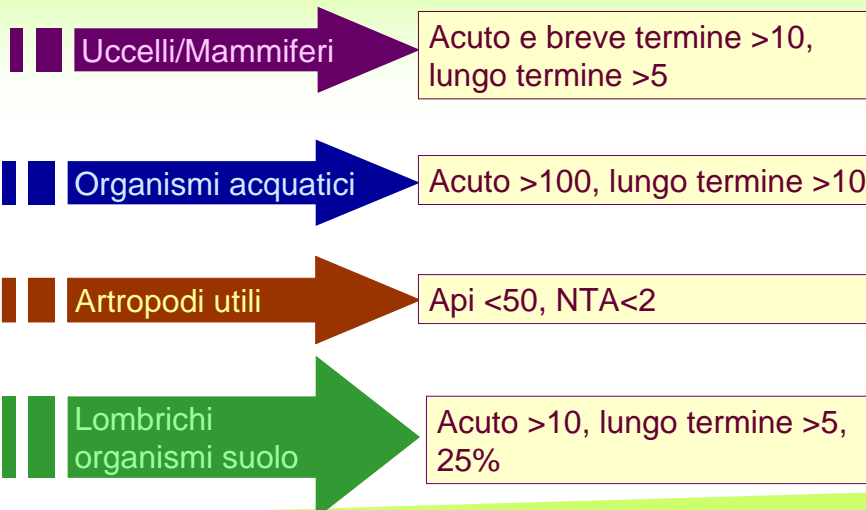 Uccelli/Mammiferi
Acuto e breve termine >10,
lungo termine >5
Organismi acquatici
Acuto >100, lungo termine >10
Artropodi utili
Api <50, NTA<2
Lombrichi
organismi suolo
Acuto >10, lungo termine >5,
25%